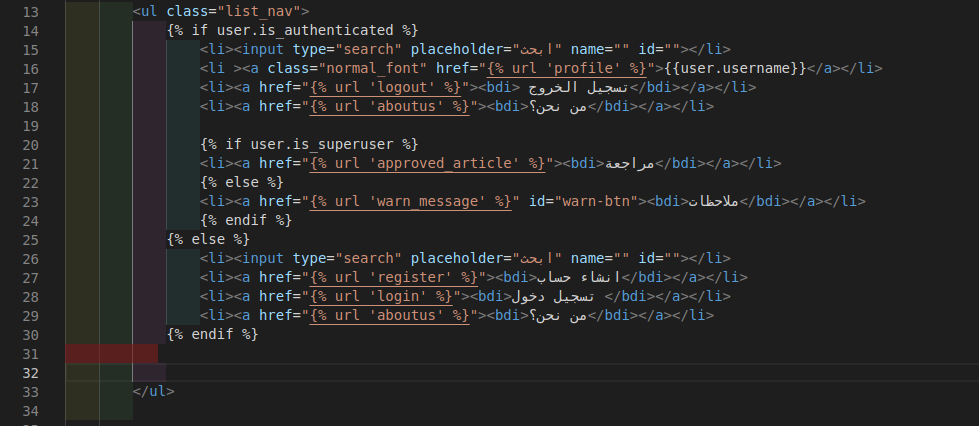 13 <ul class="list_nav">
14 {% if user.is_authenticated %}
15 <li><input type="search" placeholder="ابحث" name="" id=""></li>
16 <li ><a class="normal_font" href="{% url 'profile' %}">{{user.username}}</a></li>
17 <li><a href="{% url 'logout' %}"><bdi> تسجيل الخروج</bdi></a></li>
18 <li><a href="{% url 'aboutus' %}"><bdi>من نحن؟</bdi></a></li>
19
20 {% if user.is_superuser %}
21 <li><a href="{% url 'approved_article' %}"><bdi>مراجعة</bdi></a></li>
22 {% else %}
23 <li><a href="{% url 'warn_message' %}" id="warn-btn"><bdi>ملاحظات</bdi></a></li>
24 {% endif %}
25 {% else %}
26 <li><input type="search" placeholder="ابحث" name="" id=""></li>
27 <li><a href="{% url 'register' %}"><bdi>انشاء حساب</bdi></a></li>
28 <li><a href="{% url 'login' %}"><bdi>تسجيل دخول </bdi></a></li>
29 <li><a href="{% url 'aboutus' %}"><bdi>من نحن؟</bdi></a></li>
30 {% endif %}
31
32
33 </ul>
34